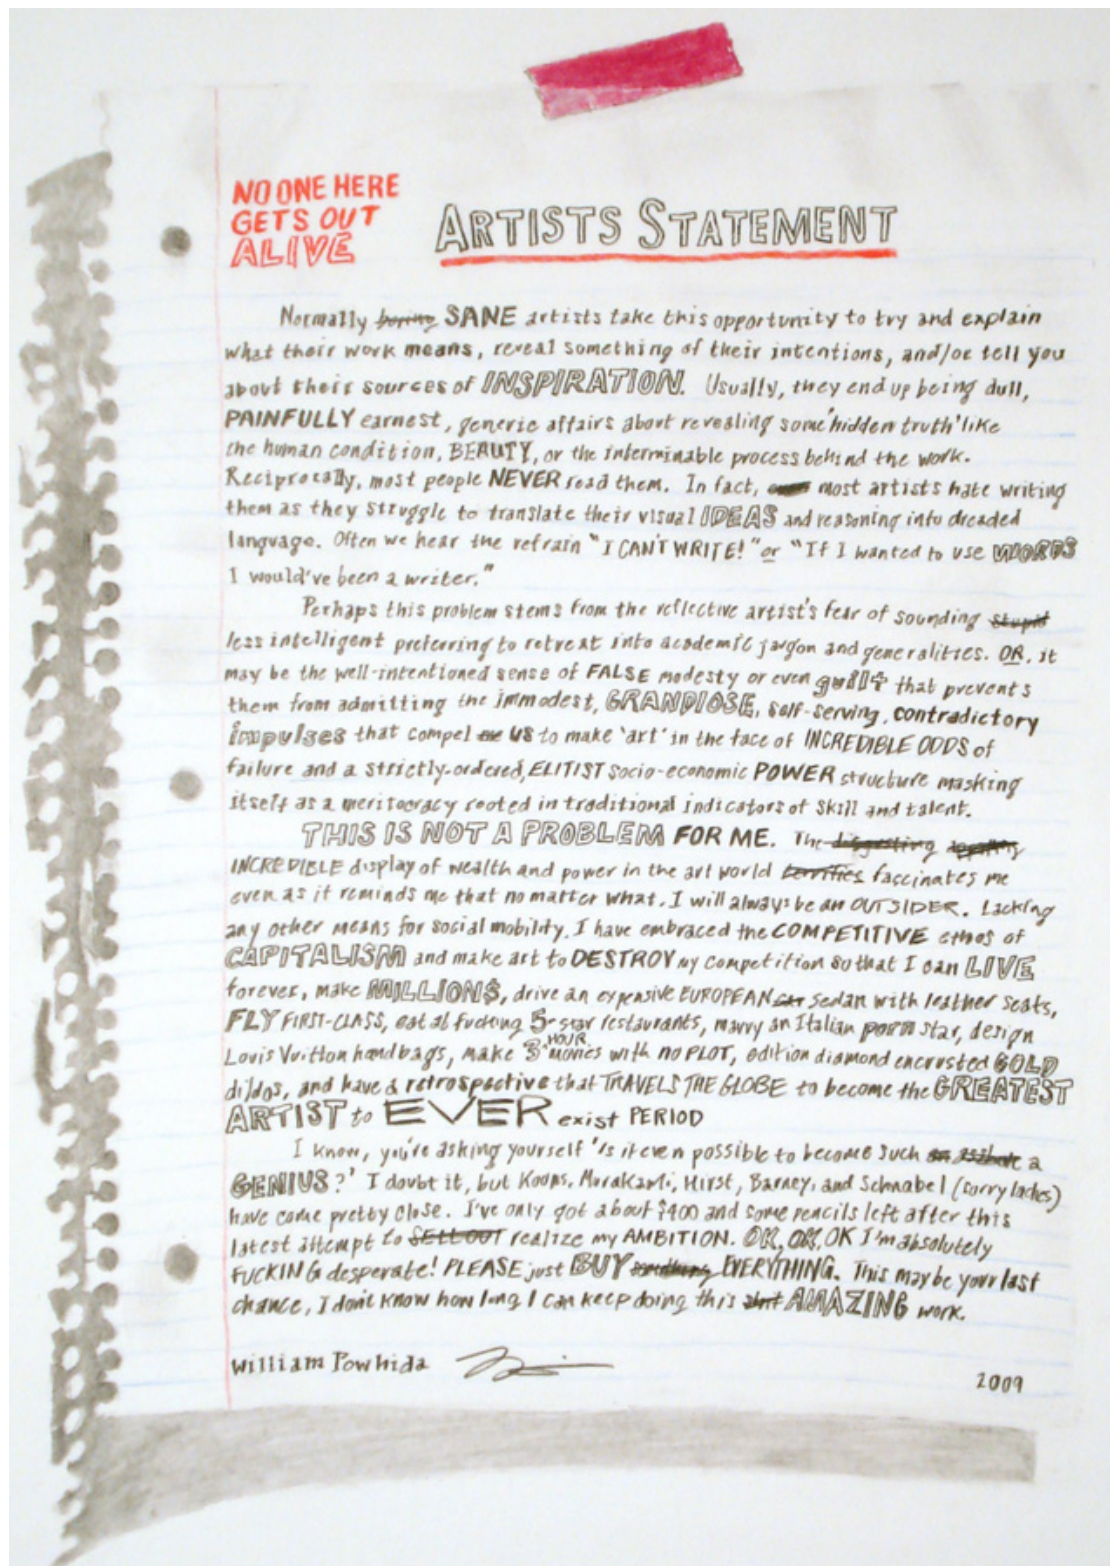 NO ONE HERE
GETS OUT
ALIVE
ARTISTS STATEMENT
Normally boring SANE artists take this opportunity to try and explain
what their work means, reveal something of their intentions, and/or tell you
about their sources of INSPIRATION. Usually, they end up being dull,
PAINFULLY earnest, generic affairs about revealing some 'hidden truth' like
the human condition, BEAUTY, or the interminable process behind the work.
Reciprocally, most people NEVER read them. In fact, most artists hate writing
them as they struggle to translate their visual IDEAS and reasoning into dreaded
language. Often we hear the refrain "I CAN'T WRITE!" or "If I wanted to use WORDS
I would've been a writer."
Perhaps this problem stems from the reflective artist's fear of sounding stupid
less intelligent preferring to retreat into academic jargon and generalities. OR, it
may be the well-intentioned sense of FALSE modesty or even guilt that prevents
them from admitting the immodest, GRANDIOSE, self-serving, contradictory
impulses that compel us to make 'art' in the face of INCREDIBLE ODDS of
failure and a strictly-ordered, ELITIST socio-economic POWER structure masking
itself as a meritocracy rooted in traditional indicators of skill and talent.
THIS IS NOT A PROBLEM FOR ME. The disgusting
INCREDIBLE display of wealth and power in the art world terrifies fascinates me
even as it reminds me that no matter what, I will always be an OUTSIDER. Lacking
any other means for social mobility, I have embraced the COMPETITIVE ethos of
CAPITALISM and make art to DESTROY my competition so that I can LIVE
forever, make MILLION$, drive an expensive EUROPEAN car sedan with leather seats,
FLY FIRST-CLASS, eat at fucking 5-star restaurants, marry an Italian porn star, design
Louis Vuitton handbags, make 3 HOUR movies with no PLOT, edition diamond encrusted GOLD
dildos, and have a retrospective that TRAVELS THE GLOBE to become the GREATEST
ARTIST to EVER exist PERIOD
I know, you're asking yourself 'is it even possible to become such an asshole a
GENIUS?' I doubt it, but Koons, Murakami, Hirst, Barney, and Schnabel (sorry ladies)
have come pretty close. I've only got about $400 and some pencils left after this
latest attempt to SELL OUT realize my AMBITION. OK, OK, OK I'm absolutely
FUCKING desperate! PLEASE just BUY something EVERYTHING. This may be your last
chance, I don't know how long I can keep doing this shit AMAZING work.
William Powhida
2009